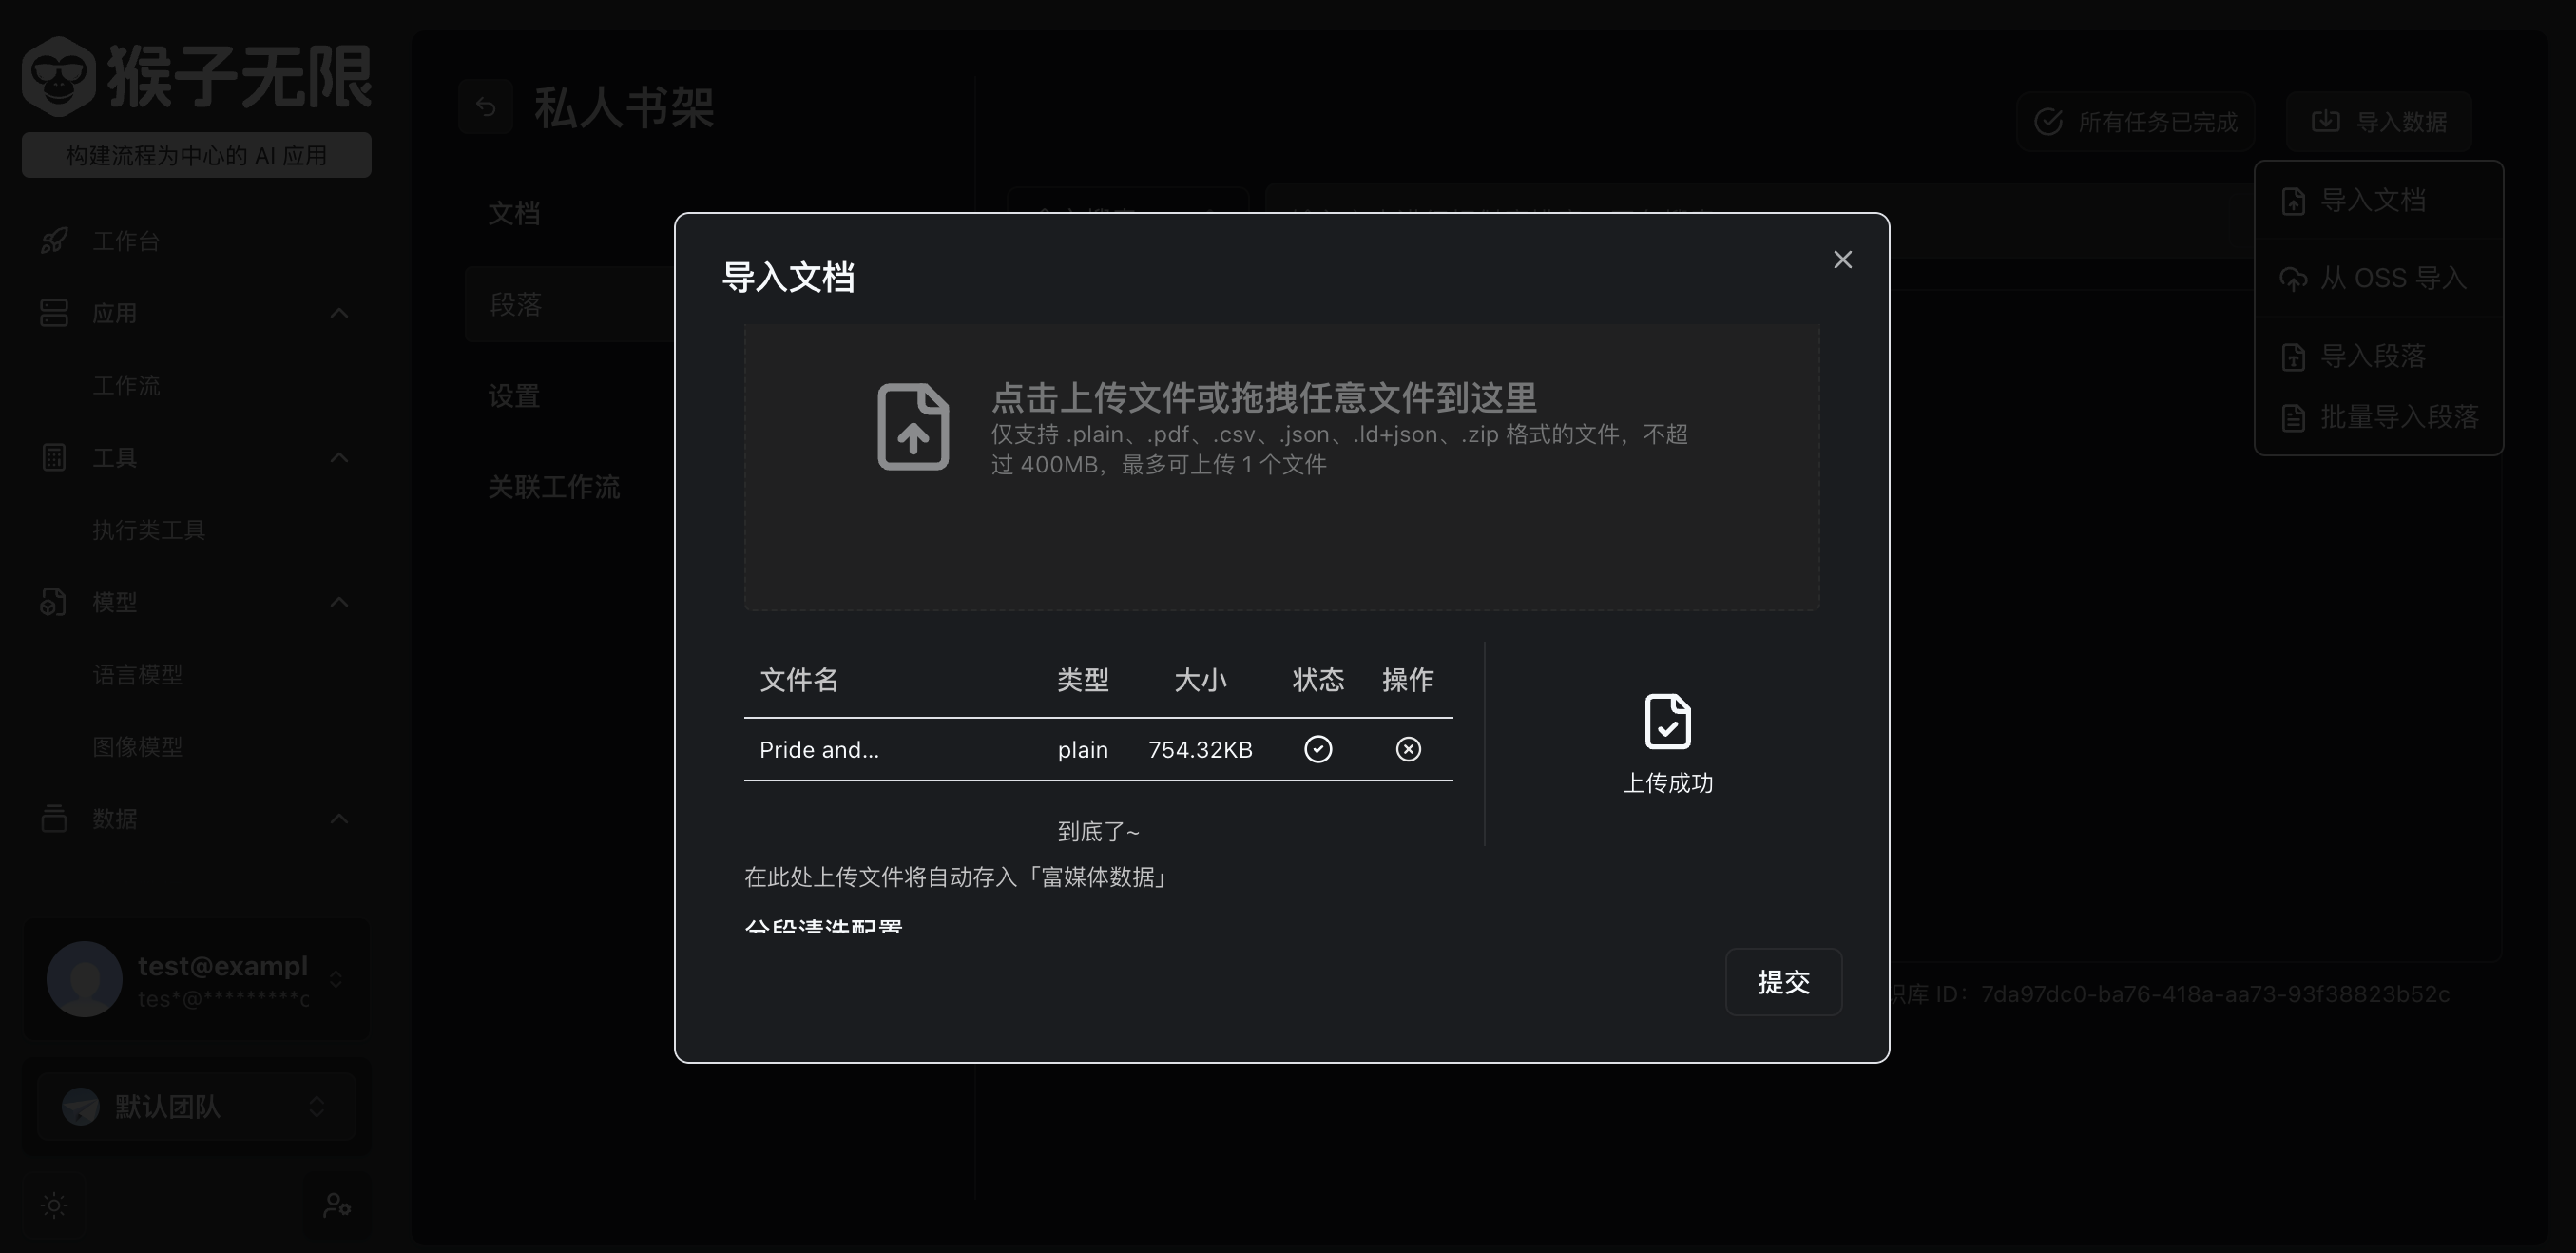 猴子无限
构建流程为中心的 AI 应用
工作台
应用
工作流
工具
执行类工具
模型
语言模型
图像模型
数据
test@exampl
tes*@*********c
默认团队
私人书架
文档
段落
设置
关联工作流
所有任务已完成
导入数据
导入文档
从 OSS 导入
导入段落
批量导入段落
导入文档
点击上传文件或拖拽任意文件到这里
仅支持 .plain、.pdf、.csv、.json、.ld+json、.zip 格式的文件，不超
过 400MB，最多可上传 1 个文件
文件名 类型 大小 状态 操作
Pride and... plain 754.32KB
到底了~
上传成功
在此处上传文件将自动存入「富媒体数据」
分段清洗配置
提交
识库 ID：7da97dc0-ba76-418a-aa73-93f38823b52c